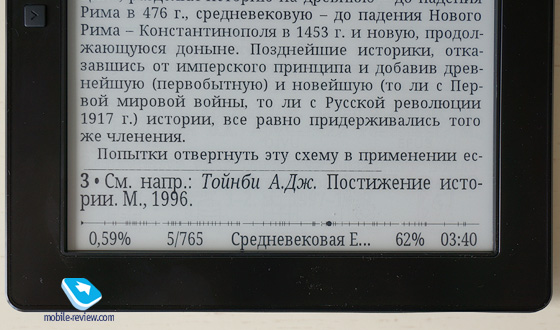 Рима в 476 г., средневековую – до падения
Рима – Константинополя в 1453 г. и новую, продол-
жающуюся доныне. Позднейшие историки, отка-
завшись от имперского принципа и добавив древ-
нейшую (первобытную) и новейшую (то ли с Пер-
вой мировой войны, то ли с Русской революции
1917 г.) истории, все равно придерживались того
же членения.
Попытки отвергнуть эту схему в применении ес-
3 • См. напр.: Тойнби А.Дж. Постижение исто-
рии. М., 1996.
0,59% 5/765 Средневековая Е... 62% 03:40
mobile-review.com